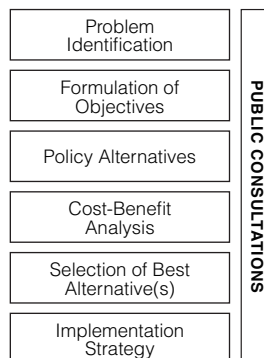 Problem
Identification
Formulation of
Objectives
Policy Alternatives
Cost-Benefit
Analysis
Selection of Best
Alternative(s)
Implementation
Strategy
PUBLIC CONSULTATIONS